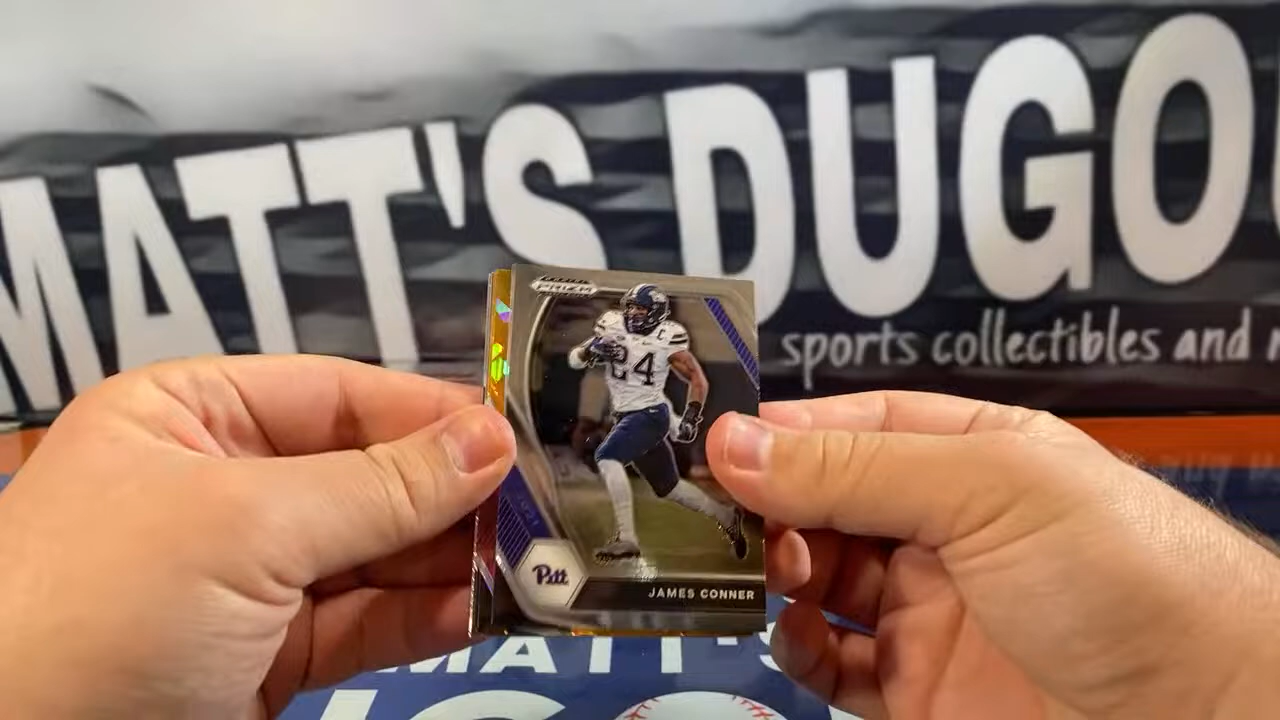 MATT'S DUGO
sports collectibles and
PRIZM
24
C
Pitt
JAMES CONNER
MATT'S